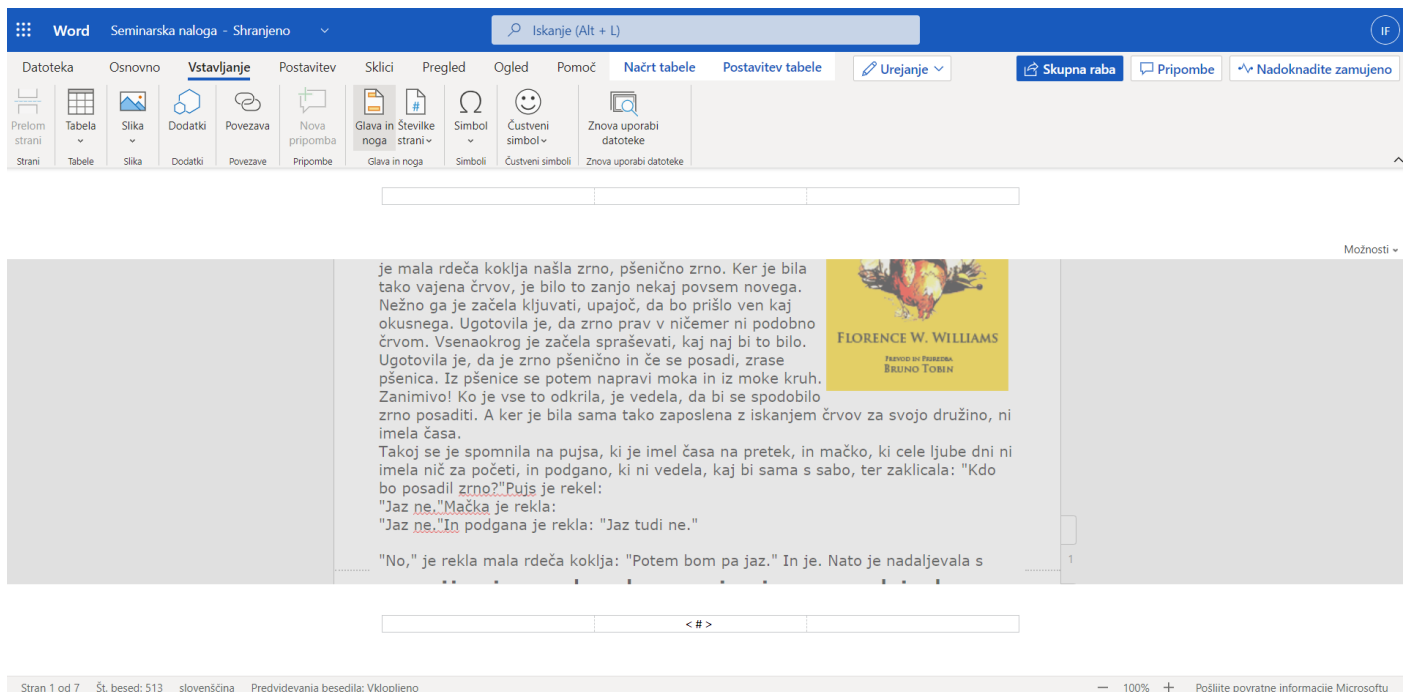 Word Seminarska naloga - Shranjeno Iskanje (Alt + L) IF
Datoteka Osnovno Vstavljanje Postavitev Sklici Pregled Ogled Pomoč Načrt tabele Postavitev tabele Urejanje Skupna raba Pripombe Nadoknadite zamujeno
Prelom strani Tabela Slika Dodatki Povezava Nova pripomba Glava in noga # Številke strani Ω Simbol Čustveni simbol Znova uporabi datoteke
Strani Tabele Slika Dodatki Povezave Pripombe Glava in noga Simboli Čustveni simboli Znova uporabi datoteke
Možnosti
je mala rdeča koklja našla zrno, pšenično zrno. Ker je bila
tako vajena črvov, je bilo to zanjo nekaj povsem novega.
Nežno ga je začela kljuvati, upajoč, da bo prišlo ven kaj
okusnega. Ugotovila je, da zrno prav v ničemer ni podobno
črvom. Vsenaokrog je začela spraševati, kaj naj bi to bilo.
Ugotovila je, da je zrno pšenično in če se posadi, zrase
pšenica. Iz pšenice se potem napravi moka in iz moke kruh.
Zanimivo! Ko je vse to odkrila, je vedela, da bi se spodobilo
zrno posaditi. A ker je bila sama tako zaposlena z iskanjem črvov za svojo družino, ni
imela časa.
Takoj se je spomnila na pujsa, ki je imel časa na pretek, in mačko, ki cele ljube dni ni
imela nič za početi, in podgano, ki ni vedela, kaj bi sama s sabo, ter zaklicala: "Kdo
bo posadil zrno?"Pujs je rekel:
"Jaz ne."Mačka je rekla:
"Jaz ne."In podgana je rekla: "Jaz tudi ne."
"No," je rekla mala rdeča koklja: "Potem bom pa jaz." In je. Nato je nadaljevala s
FLORENCE W. WILLIAMS
PREVOD IN PRIREDBA
BRUNO TOBIN
1
< # >
Stran 1 od 7 Št. besed: 513 slovenščina Predvidevanja besedila: Vklopljeno 100% Pošljite povratne informacije Microsoftu